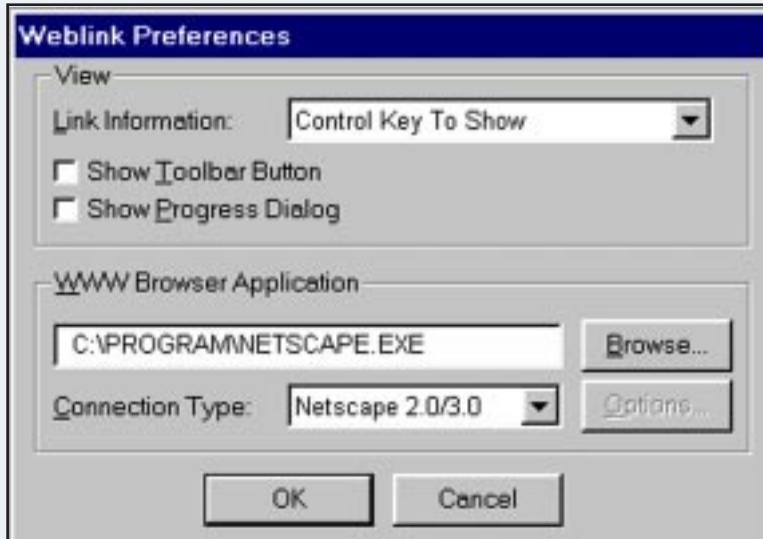 Weblink Preferences
View
Link Information: Control Key To Show
Show Toolbar Button
Show Progress Dialog
WWW Browser Application
C:\PROGRAM\NETSCAPE.EXE Browse...
Connection Type: Netscape 2.0/3.0 Options...
OK Cancel